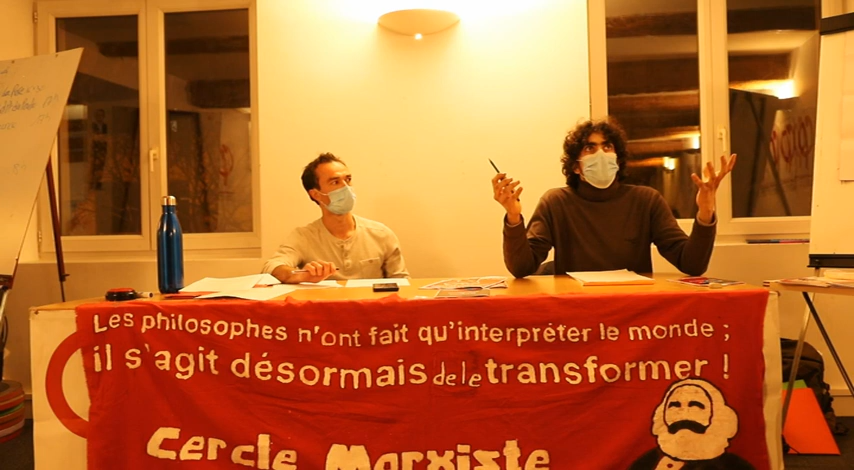 Les philosophes n'ont fait qu'interpréter le monde ;
il s'agit désormais de le transformer !
Cercle Marxiste